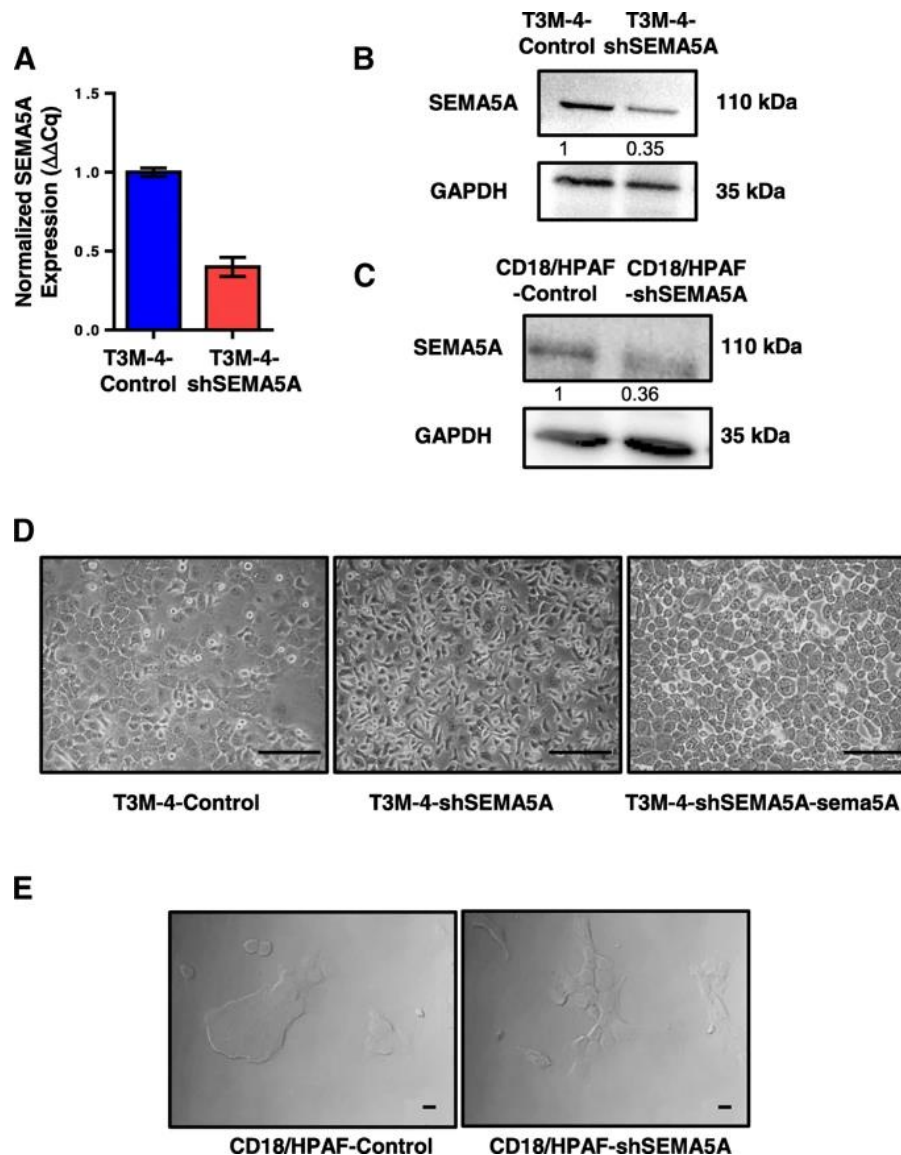 A
Normalized SEMA5A
Expression (ΔΔCq)
1.5
1.0
0.5
0.0
T3M-4-
Control
T3M-4-
shSEMA5A
B
T3M-4-
Control
T3M-4-
shSEMA5A
SEMA5A
110 kDa
1
0.35
GAPDH
35 kDa
C
CD18/HPAF
-Control
CD18/HPAF
-shSEMA5A
SEMA5A
110 kDa
1
0.36
GAPDH
35 kDa
D
T3M-4-Control
T3M-4-shSEMA5A
T3M-4-shSEMA5A-sema5A
E
CD18/HPAF-Control
CD18/HPAF-shSEMA5A